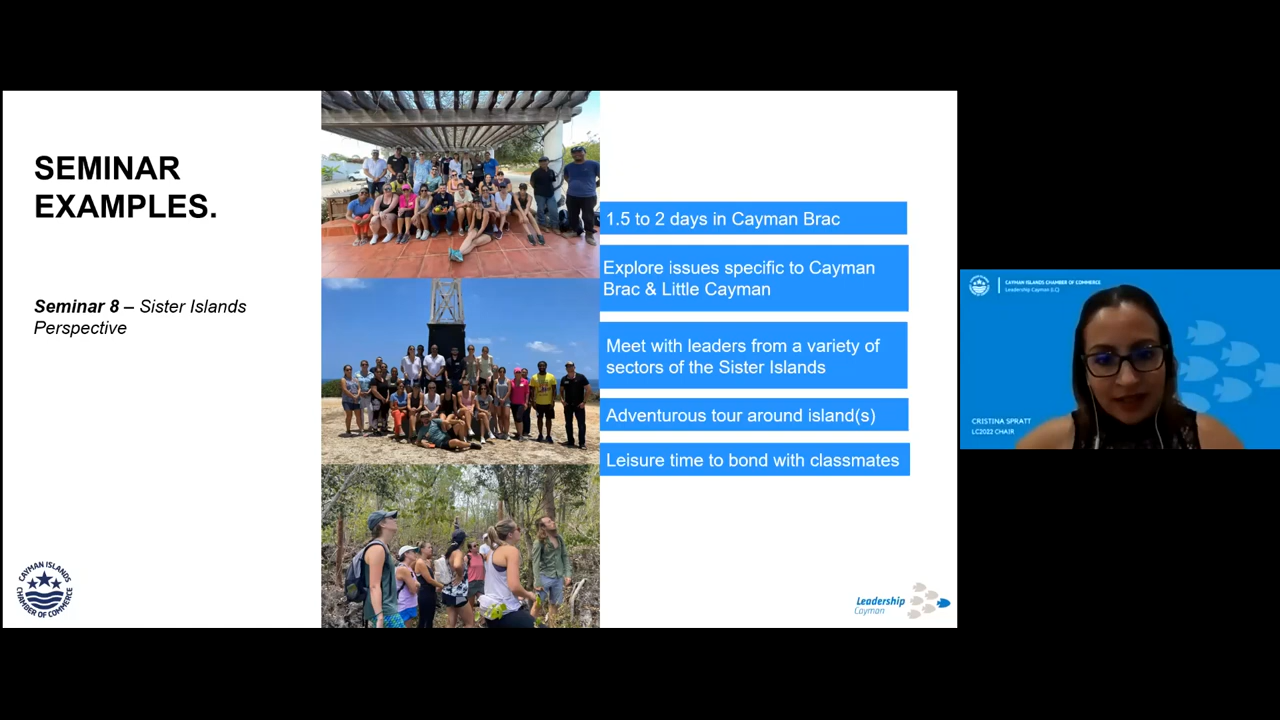 SEMINAR
EXAMPLES.
Seminar 8 – Sister Islands
Perspective
1.5 to 2 days in Cayman Brac
Explore issues specific to Cayman
Brac & Little Cayman
Meet with leaders from a variety of
sectors of the Sister Islands
Adventurous tour around island(s)
Leisure time to bond with classmates
CAYMAN ISLANDS
CHAMBER OF COMMERCE
Leadership
Cayman
CAYMAN ISLANDS CHAMBER OF COMMERCE
Leadership Cayman (LC)
CRISTINA SPRATT
LC2022 CHAIR